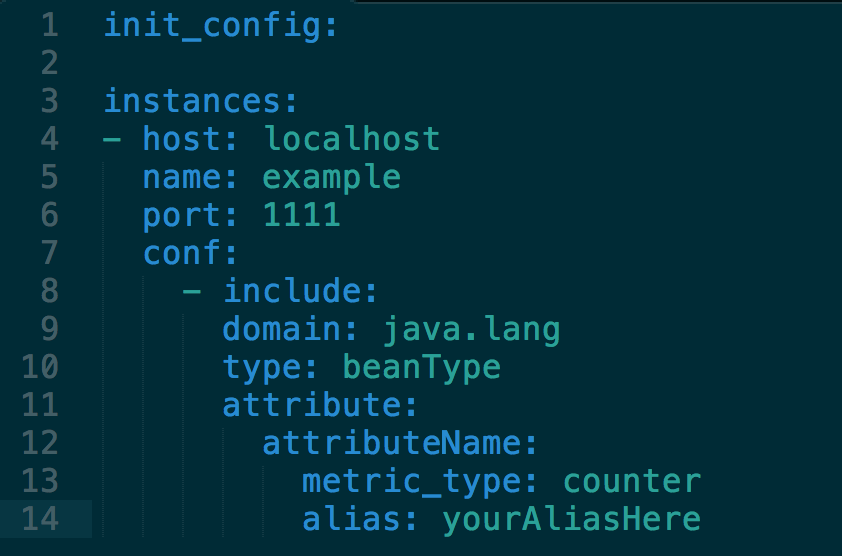 1 init_config:
2
3 instances:
4 - host: localhost
5   name: example
6   port: 1111
7   conf:
8     - include:
9       domain: java.lang
10       type: beanType
11       attribute:
12         attributeName:
13           metric_type: counter
14           alias: yourAliasHere